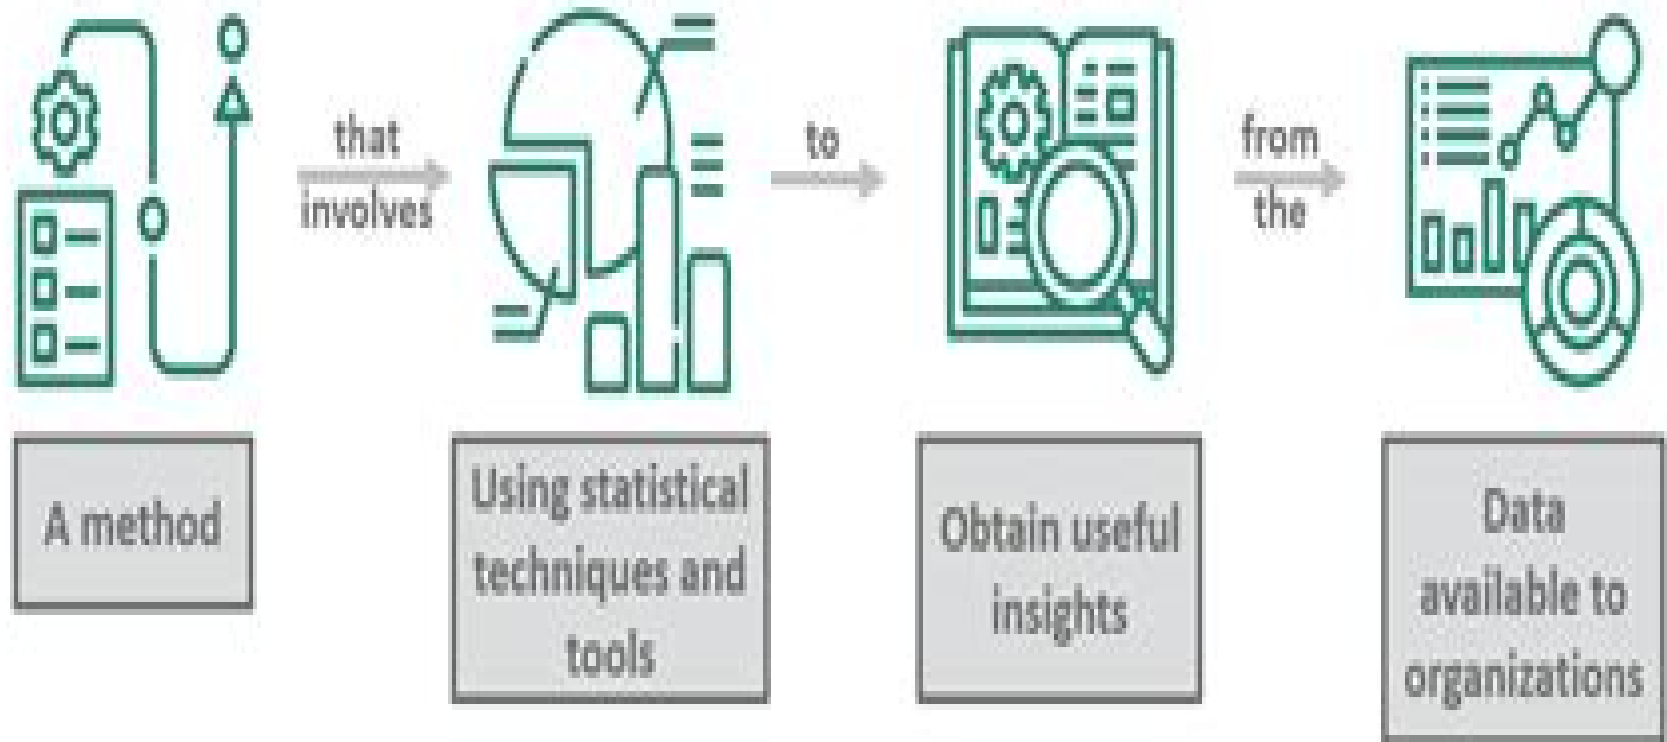 A method
that
involves
Using statistical
techniques and
tools
to
Obtain useful
insights
from
the
Data
available to
organizations